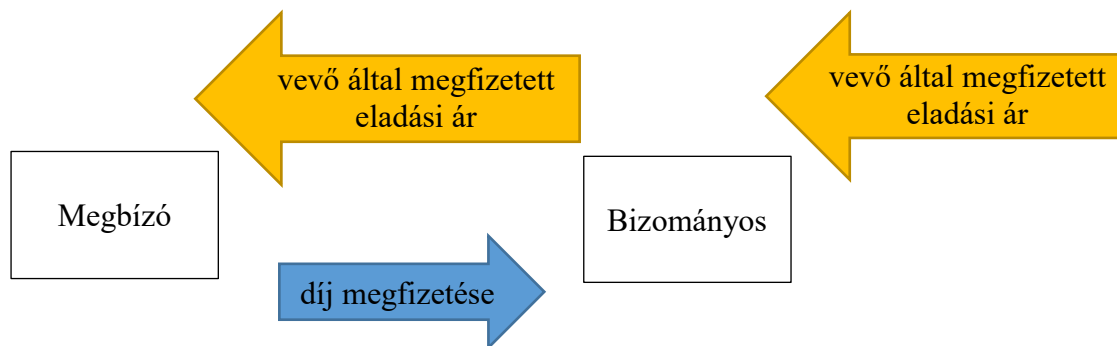 vevő által megfizetett
eladási ár
vevő által megfizetett
eladási ár
Megbízó
Bizományos
díj megfizetése